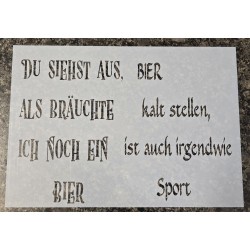 DU SIEHST AUS,
ALS BRÄUCHTE
ICH NOCH EIN
BIER
BIER
kalt stellen,
ist auch irgendwie
Sport